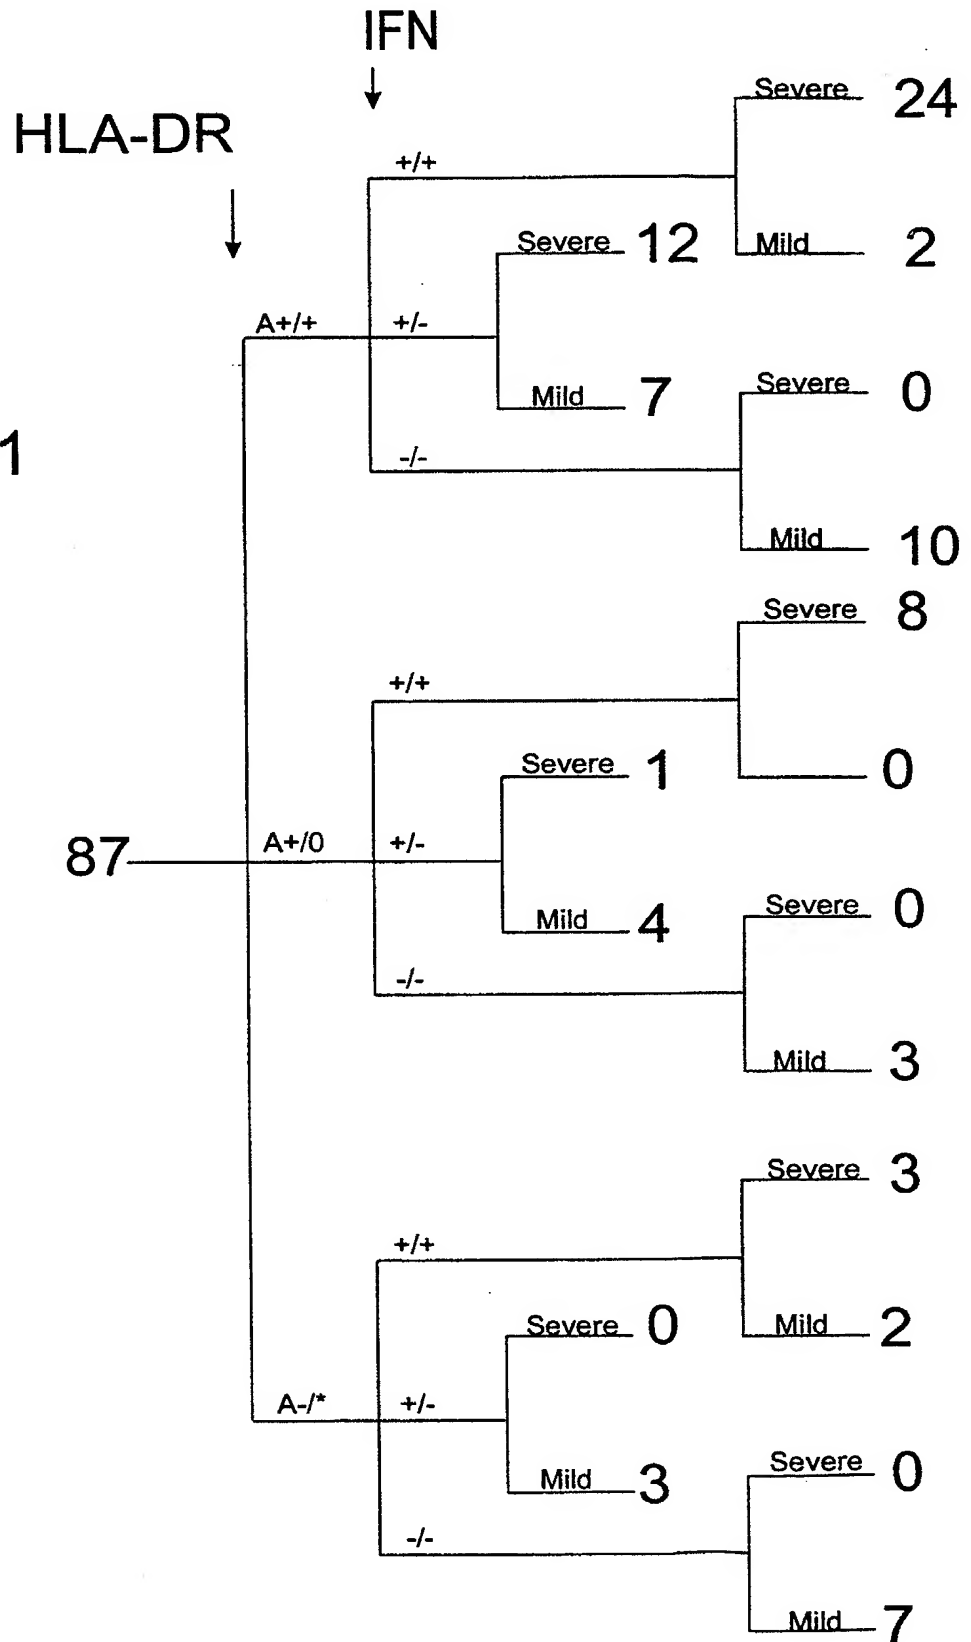 IFN
HLA-DR
Severe 24
+/+
Severe 12
Mild 2
A+/+ +/-
Mild 7
Severe 0
1
-/-
Mild 10
Severe 8
+/+
Severe 1
0
87 A+/0 +/-
Mild 4
Severe 0
-/-
Mild 3
Severe 3
+/+
Severe 0
Mild 2
A-/* +/-
Mild 3
Severe 0
-/-
Mild 7